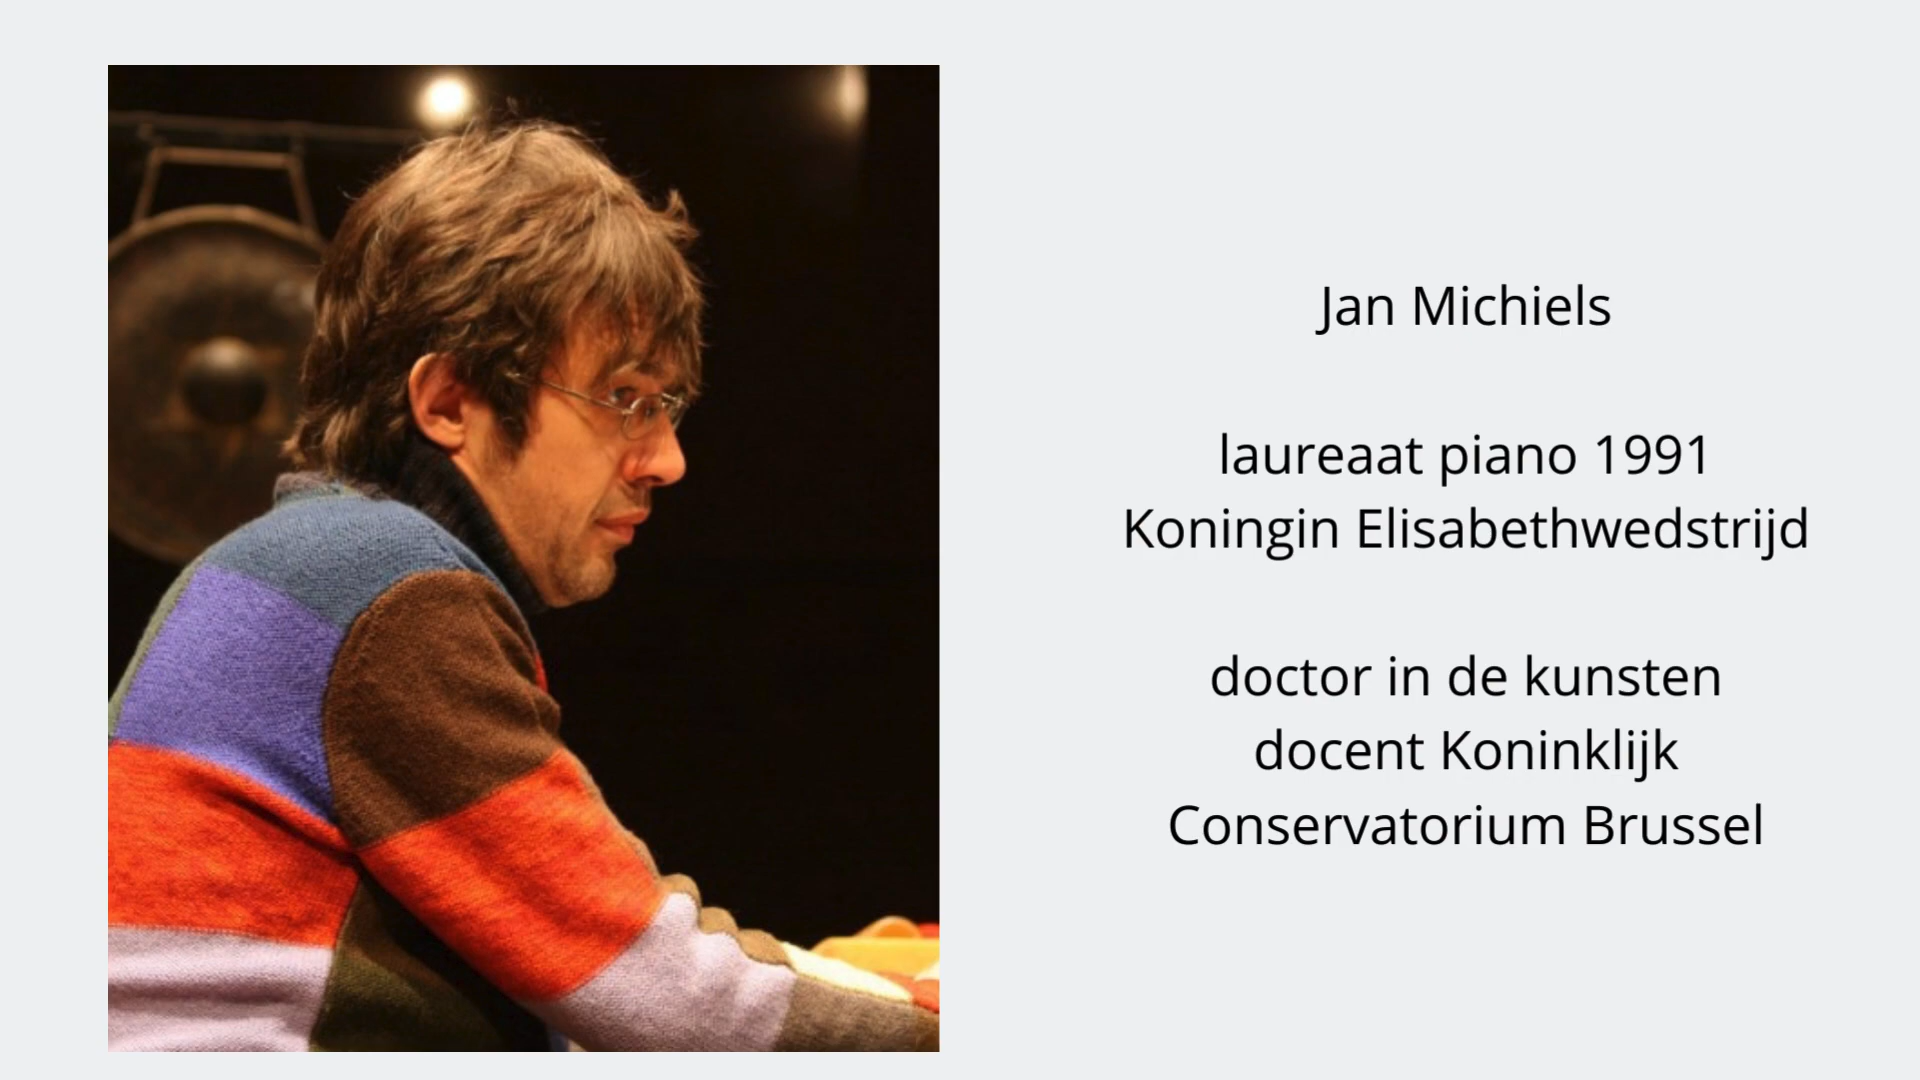 Jan Michiels
laureaat piano 1991
Koningin Elisabethwedstrijd
doctor in de kunsten
docent Koninklijk
Conservatorium Brussel